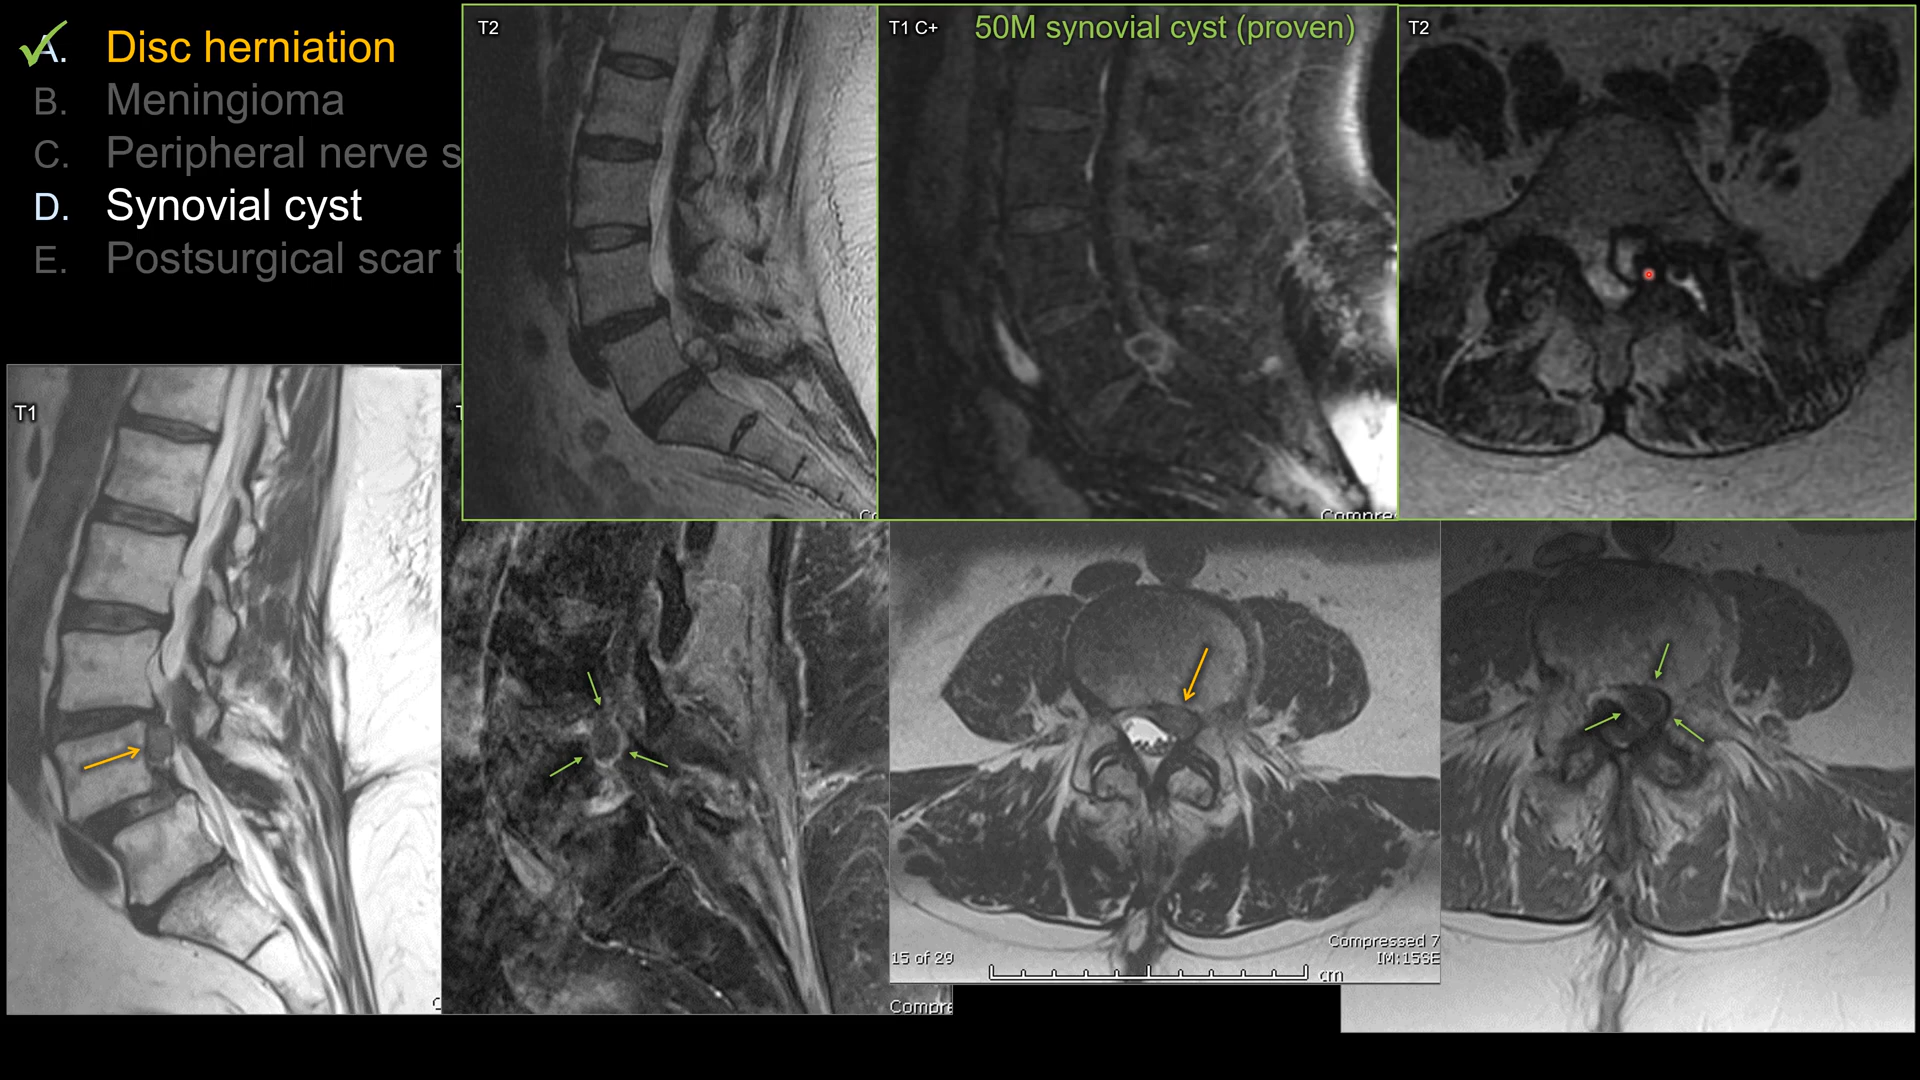 A. Disc herniation
B. Meningioma
C. Peripheral nerve s
D. Synovial cyst
E. Postsurgical scar t
T2
T1 C+
50M synovial cyst (proven)
T2
Compre
T1
15 of 29
Compressed 7
IM:15SE
cm
Compre